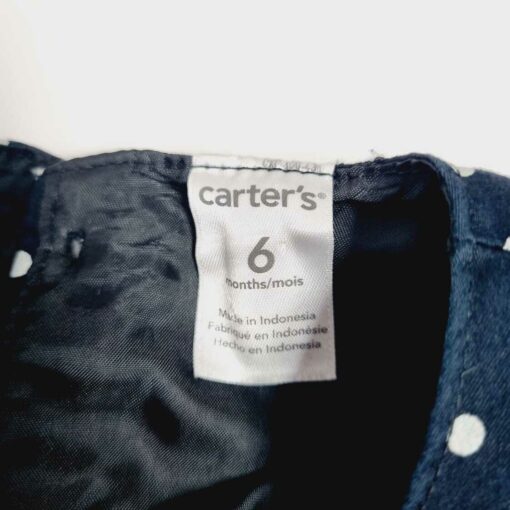 carter's®
6
months/mois
Made in Indonesia
Fabriqué en Indonésie
Hecho en Indonesia